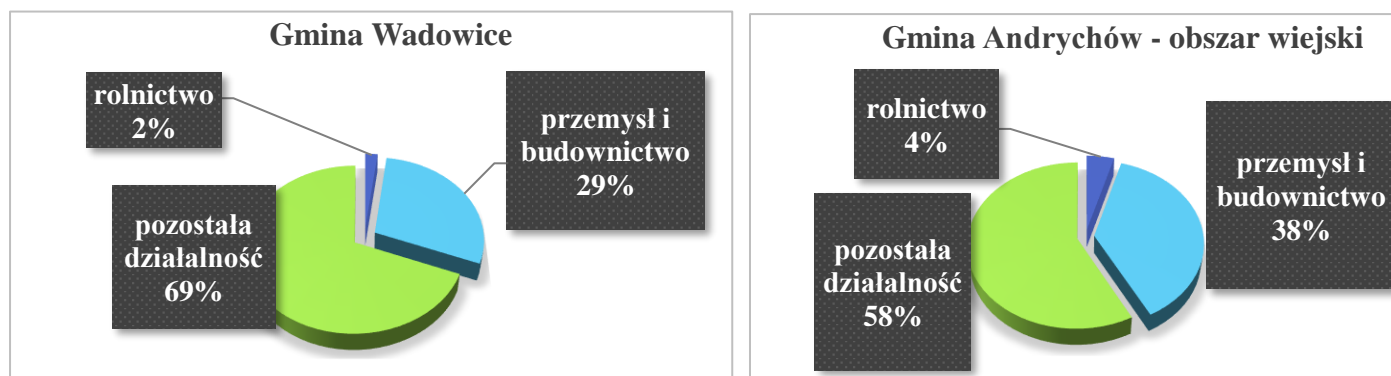 Gmina Wadowice
rolnictwo
2%
przemysł i
budownictwo
29%
pozostała
działalność
69%
Gmina Andrychów - obszar wiejski
rolnictwo
4%
przemysł i
budownictwo
38%
pozostała
działalność
58%